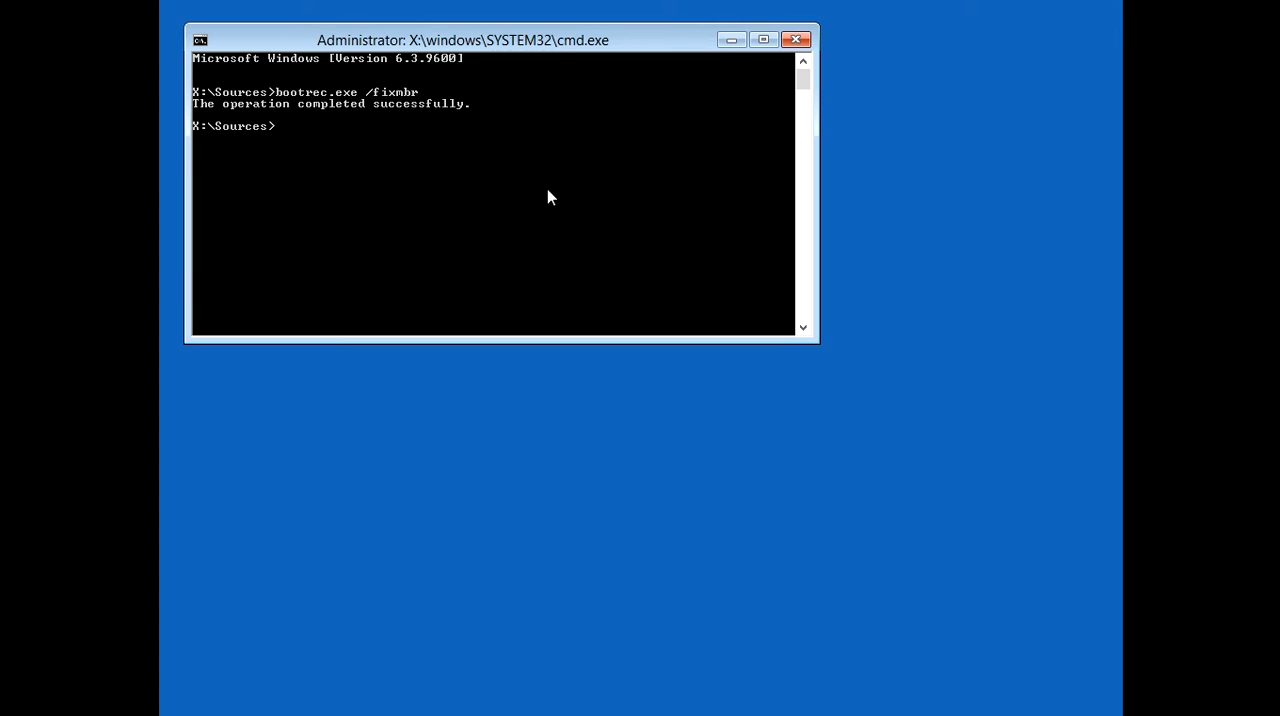 Administrator: X:\windows\SYSTEM32\cmd.exe
Microsoft Windows [Version 6.3.9600]
X:\Sources>bootrec.exe /fixmbr
The operation completed successfully.
X:\Sources>